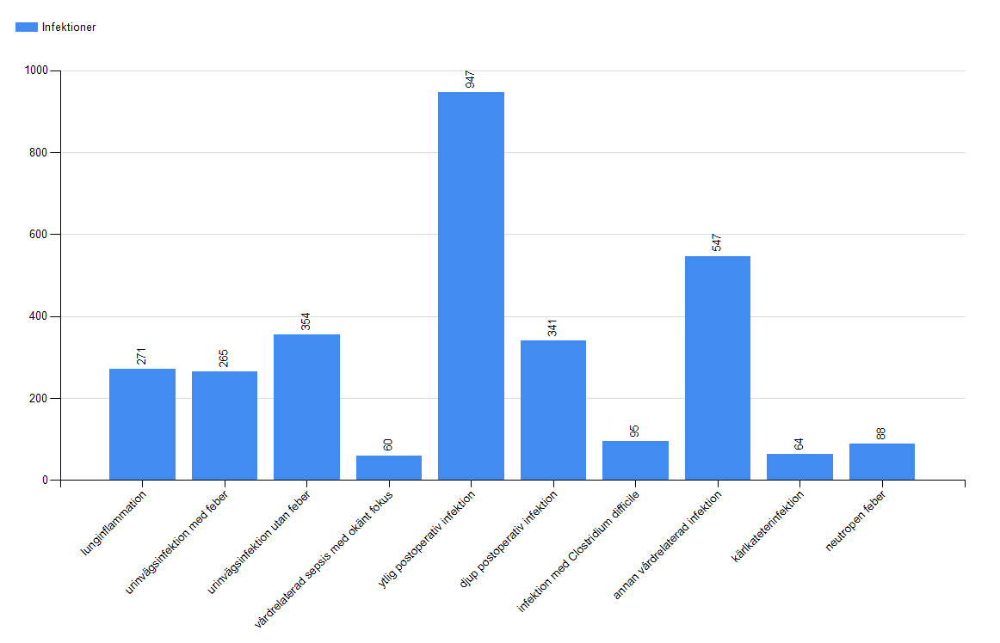 Infektioner
1000
800
600
400
200
0
271
265
354
60
947
341
95
547
64
88
lunginflammation
urinvägsinfektion med feber
urinvägsinfektion utan feber
vårdrelaterad sepsis med okänt fokus
ytlig postoperativ infektion
djup postoperativ infektion
infektion med Clostridium difficile
annan vårdrelaterad infektion
kärlkateterinfektion
neutropen feber